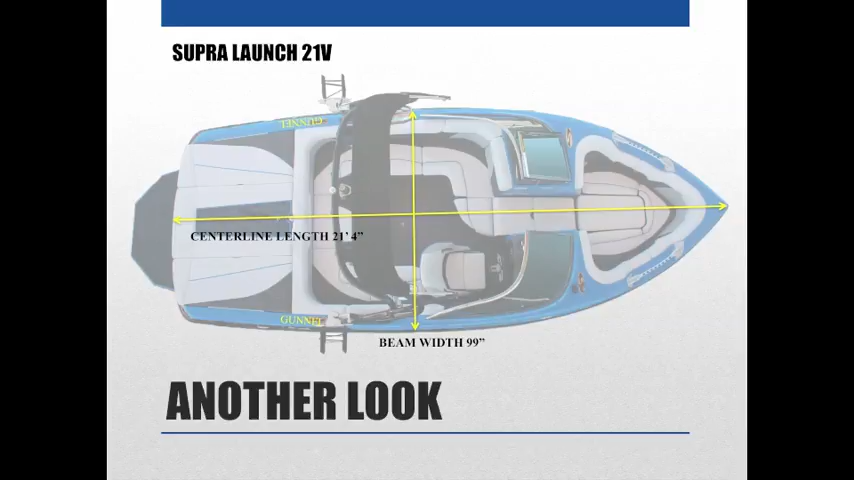 SUPRA LAUNCH 21V
GUNNEL
CENTERLINE LENGTH 21' 4"
GUNNEL
BEAM WIDTH 99"
ANOTHER LOOK